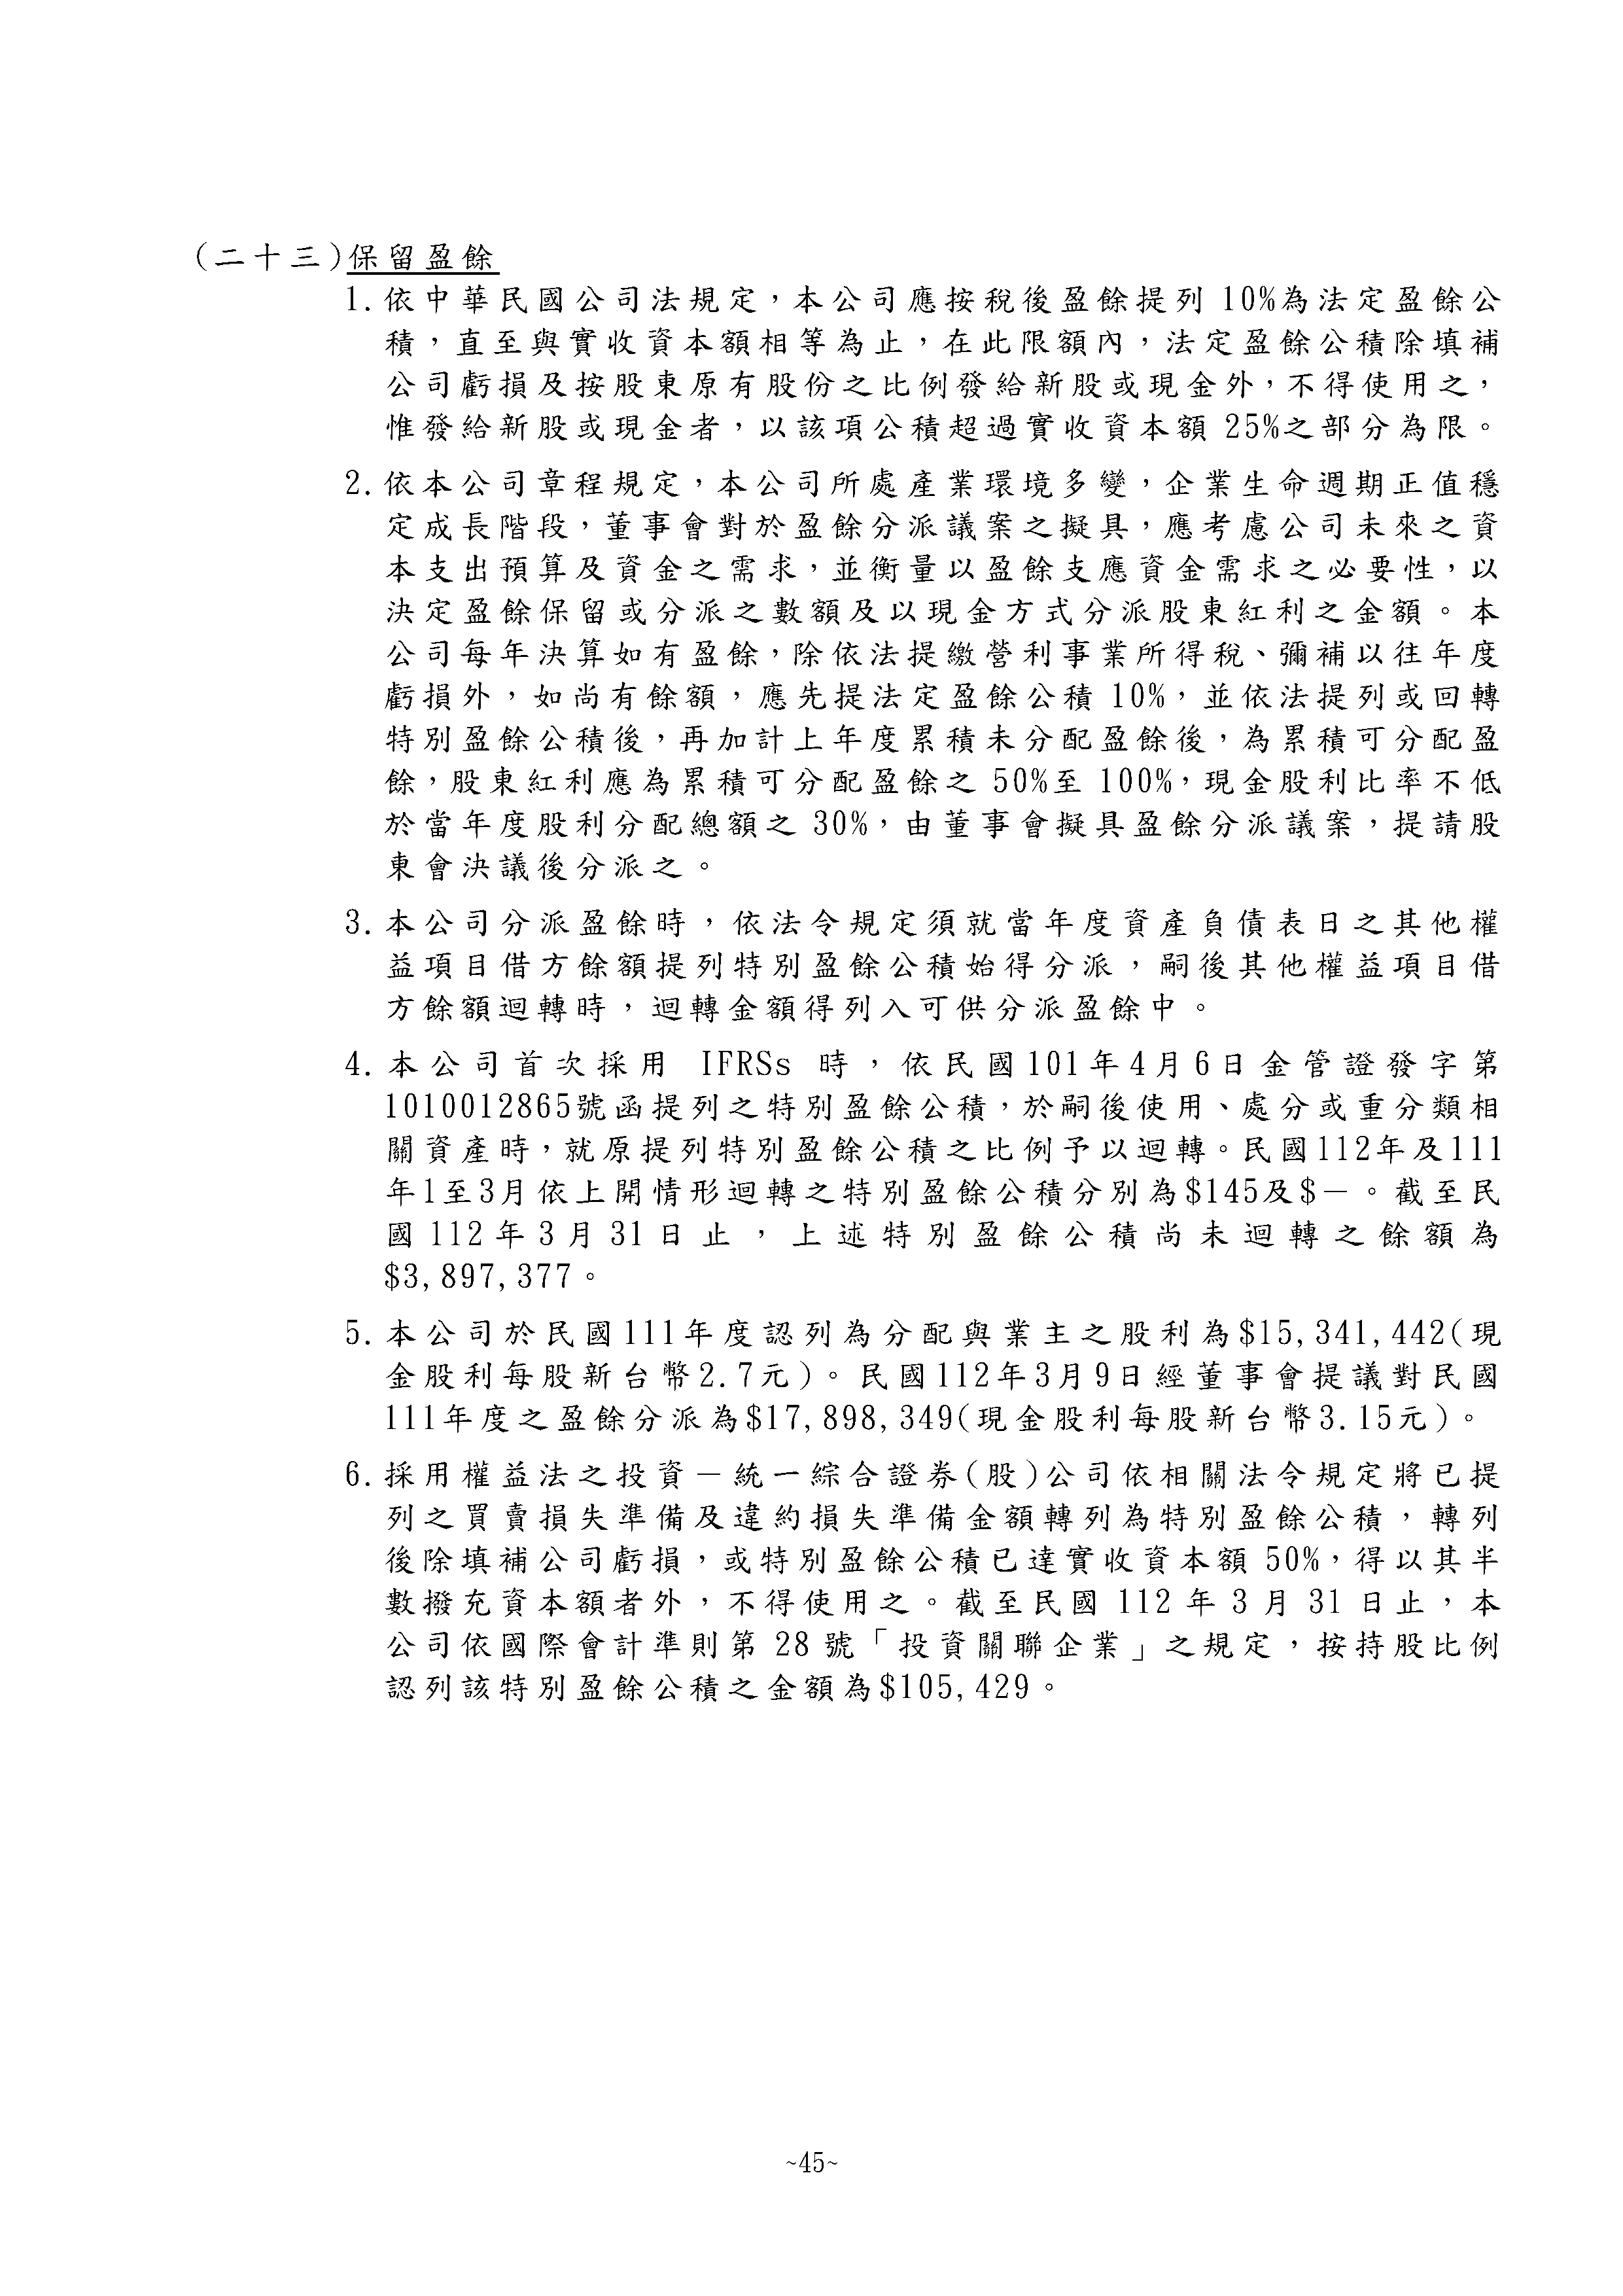 (二十三)保留盈餘
1.依中華民國公司法規定，本公司應按稅後盈餘提列 10%為法定盈餘公
積，直至與實收資本額相等為止，在此限額內，法定盈餘公積除填補
公司虧損及按股東原有股份之比例發給新股或現金外，不得使用之，
惟發給新股或現金者，以該項公積超過實收資本額 25%之部分為限。
2.依本公司章程規定，本公司所處產業環境多變，企業生命週期正值穩
定成長階段，董事會對於盈餘分派議案之擬具，應考慮公司未來之資
本支出預算及資金之需求，並衡量以盈餘支應資金需求之必要性，以
決定盈餘保留或分派之數額及以現金方式分派股東紅利之金額。本
公司每年決算如有盈餘，除依法提繳營利事業所得稅、彌補以往年度
虧損外，如尚有餘額，應先提法定盈餘公積 10%，並依法提列或回轉
特別盈餘公積後，再加計上年度累積未分配盈餘後，為累積可分配盈
餘，股東紅利應為累積可分配盈餘之 50%至 100%，現金股利比率不低
於當年度股利分配總額之 30%，由董事會擬具盈餘分派議案，提請股
東會決議後分派之。
3.本公司分派盈餘時，依法令規定須就當年度資產負債表日之其他權
益項目借方餘額提列特別盈餘公積始得分派，嗣後其他權益項目借
方餘額迴轉時，迴轉金額得列入可供分派盈餘中。
4.本公司首次採用 IFRSs 時，依民國101年4月6日金管證發字第
1010012865號函提列之特別盈餘公積，於嗣後使用、處分或重分類相
關資產時，就原提列特別盈餘公積之比例予以迴轉。民國112年及111
年1至3月依上開情形迴轉之特別盈餘公積分別為$145及$－。截至民
國 112 年 3 月 31 日止，上述特別盈餘公積尚未迴轉之餘額為
$3,897,377。
5.本公司於民國111年度認列為分配與業主之股利為$15,341,442(現
金股利每股新台幣2.7元)。民國112年3月9日經董事會提議對民國
111年度之盈餘分派為$17,898,349(現金股利每股新台幣3.15元)。
6.採用權益法之投資－統一綜合證券(股)公司依相關法令規定將已提
列之買賣損失準備及違約損失準備金額轉列為特別盈餘公積，轉列
後除填補公司虧損，或特別盈餘公積已達實收資本額 50%，得以其半
數撥充資本額者外，不得使用之。截至民國 112 年 3 月 31 日止，本
公司依國際會計準則第 28 號「投資關聯企業」之規定，按持股比例
認列該特別盈餘公積之金額為$105,429。
~45~